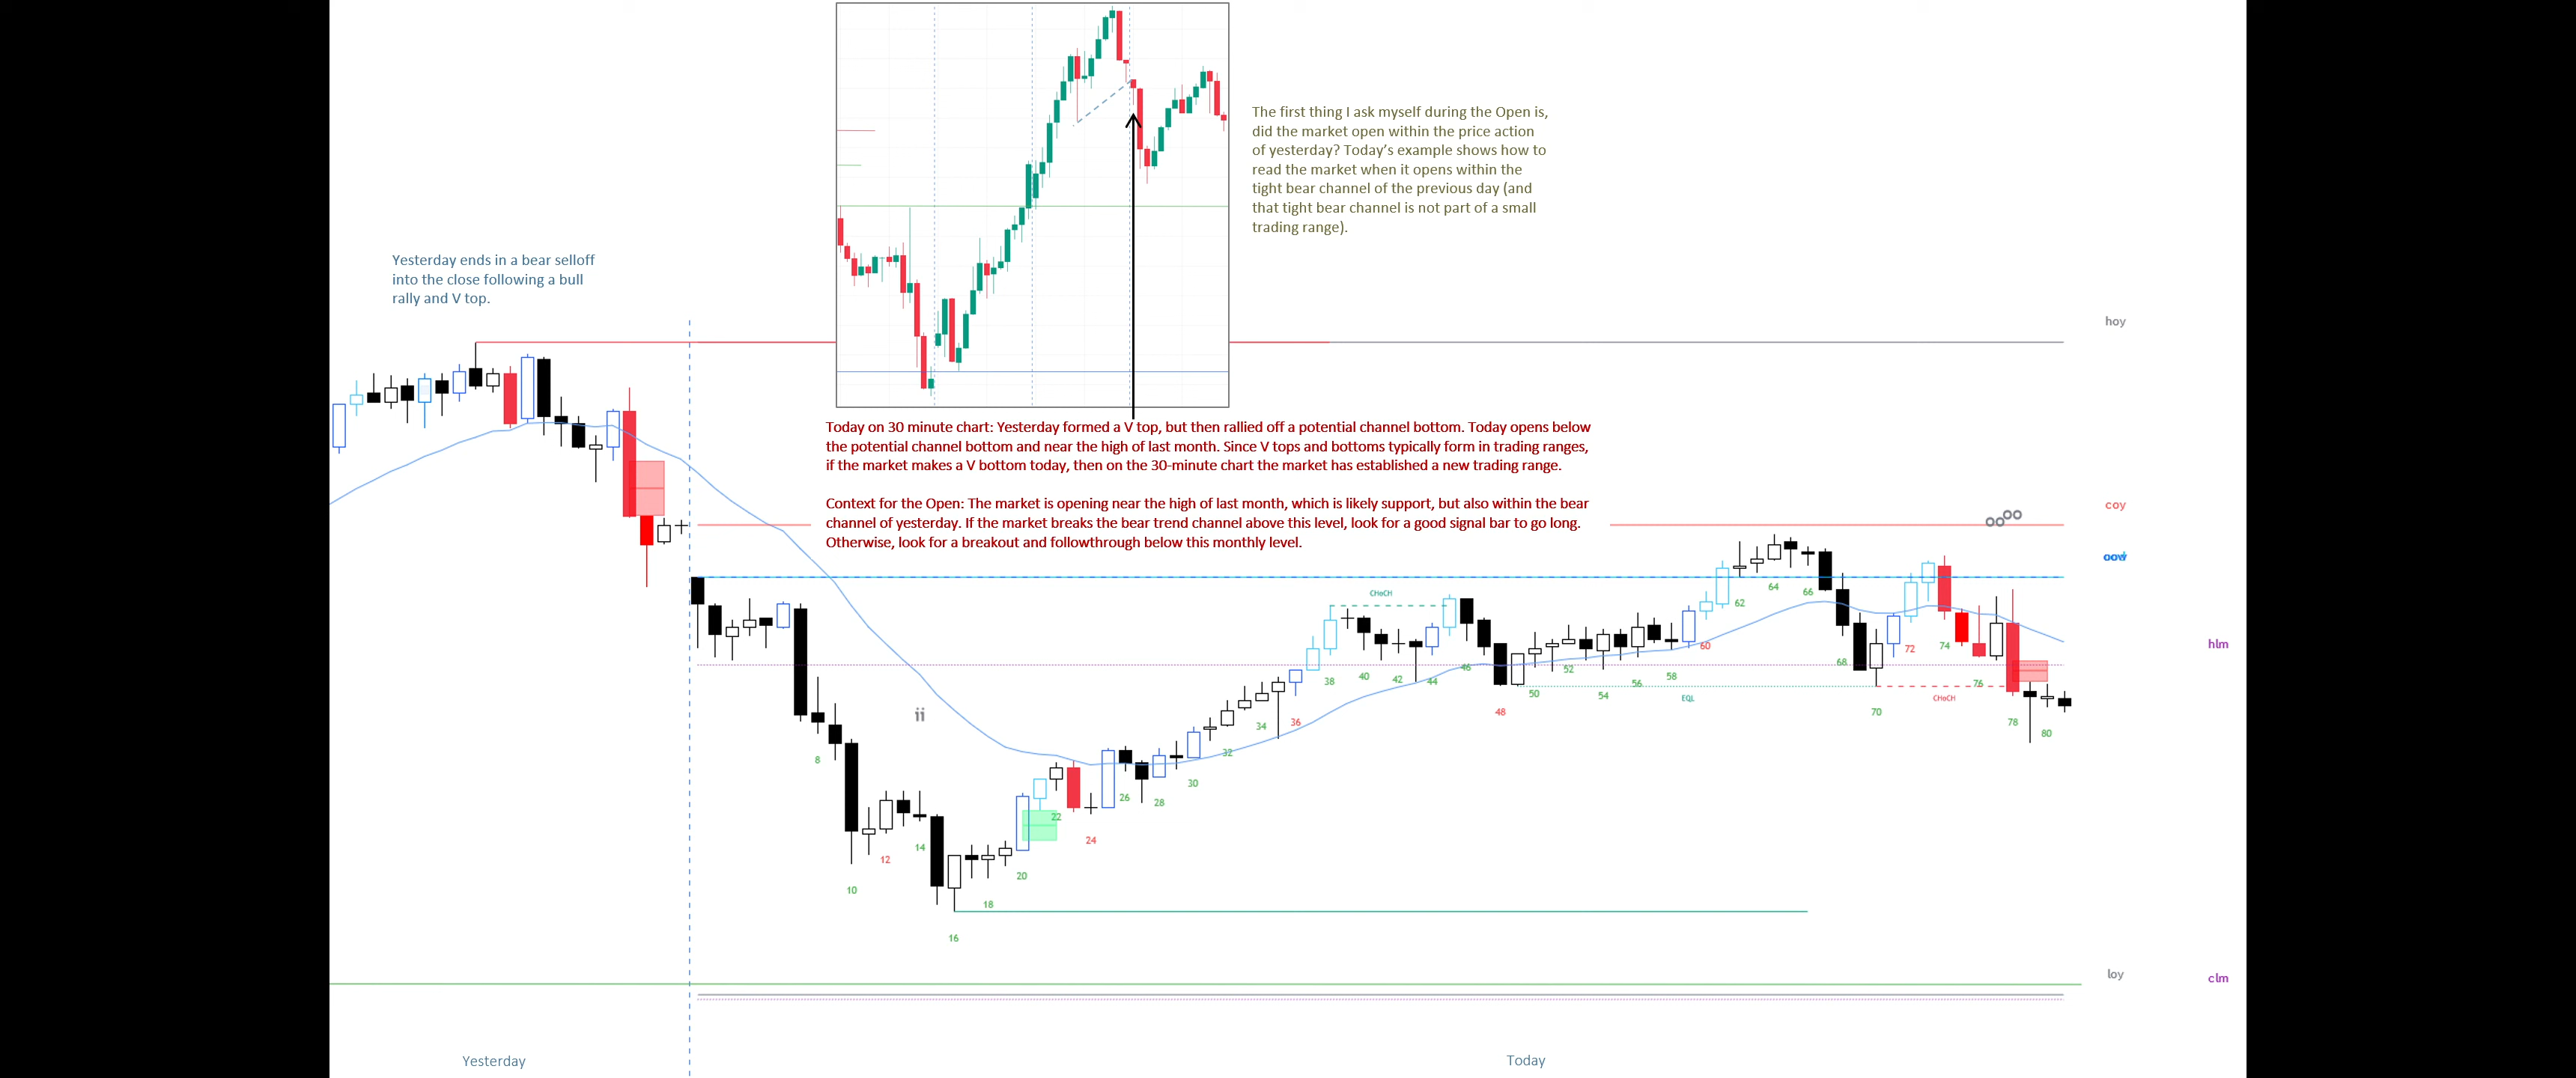 The first thing I ask myself during the Open is,
did the market open within the price action
of yesterday? Today's example shows how to
read the market when it opens within the
tight bear channel of the previous day (and
that tight bear channel is not part of a small
trading range).
Yesterday ends in a bear selloff
into the close following a bull
rally and V top.
hoy
Today on 30 minute chart: Yesterday formed a V top, but then rallied off a potential channel bottom. Today opens below
the potential channel bottom and near the high of last month. Since V tops and bottoms typically form in trading ranges,
if the market makes a V bottom today, then on the 30-minute chart the market has established a new trading range.
Context for the Open: The market is opening near the high of last month, which is likely support, but also within the bear
channel of yesterday. If the market breaks the bear trend channel above this level, look for a good signal bar to go long.
Otherwise, look for a breakout and followthrough below this monthly level.
coy
CHoCH
hlm
ii
EQL
CHoCH
8
10
12
14
16
18
20
22
24
26
28
30
32
34
36
38
40
42
44
46
48
50
52
54
56
58
60
62
64
66
68
70
72
74
76
78
80
loy
clm
Yesterday
Today